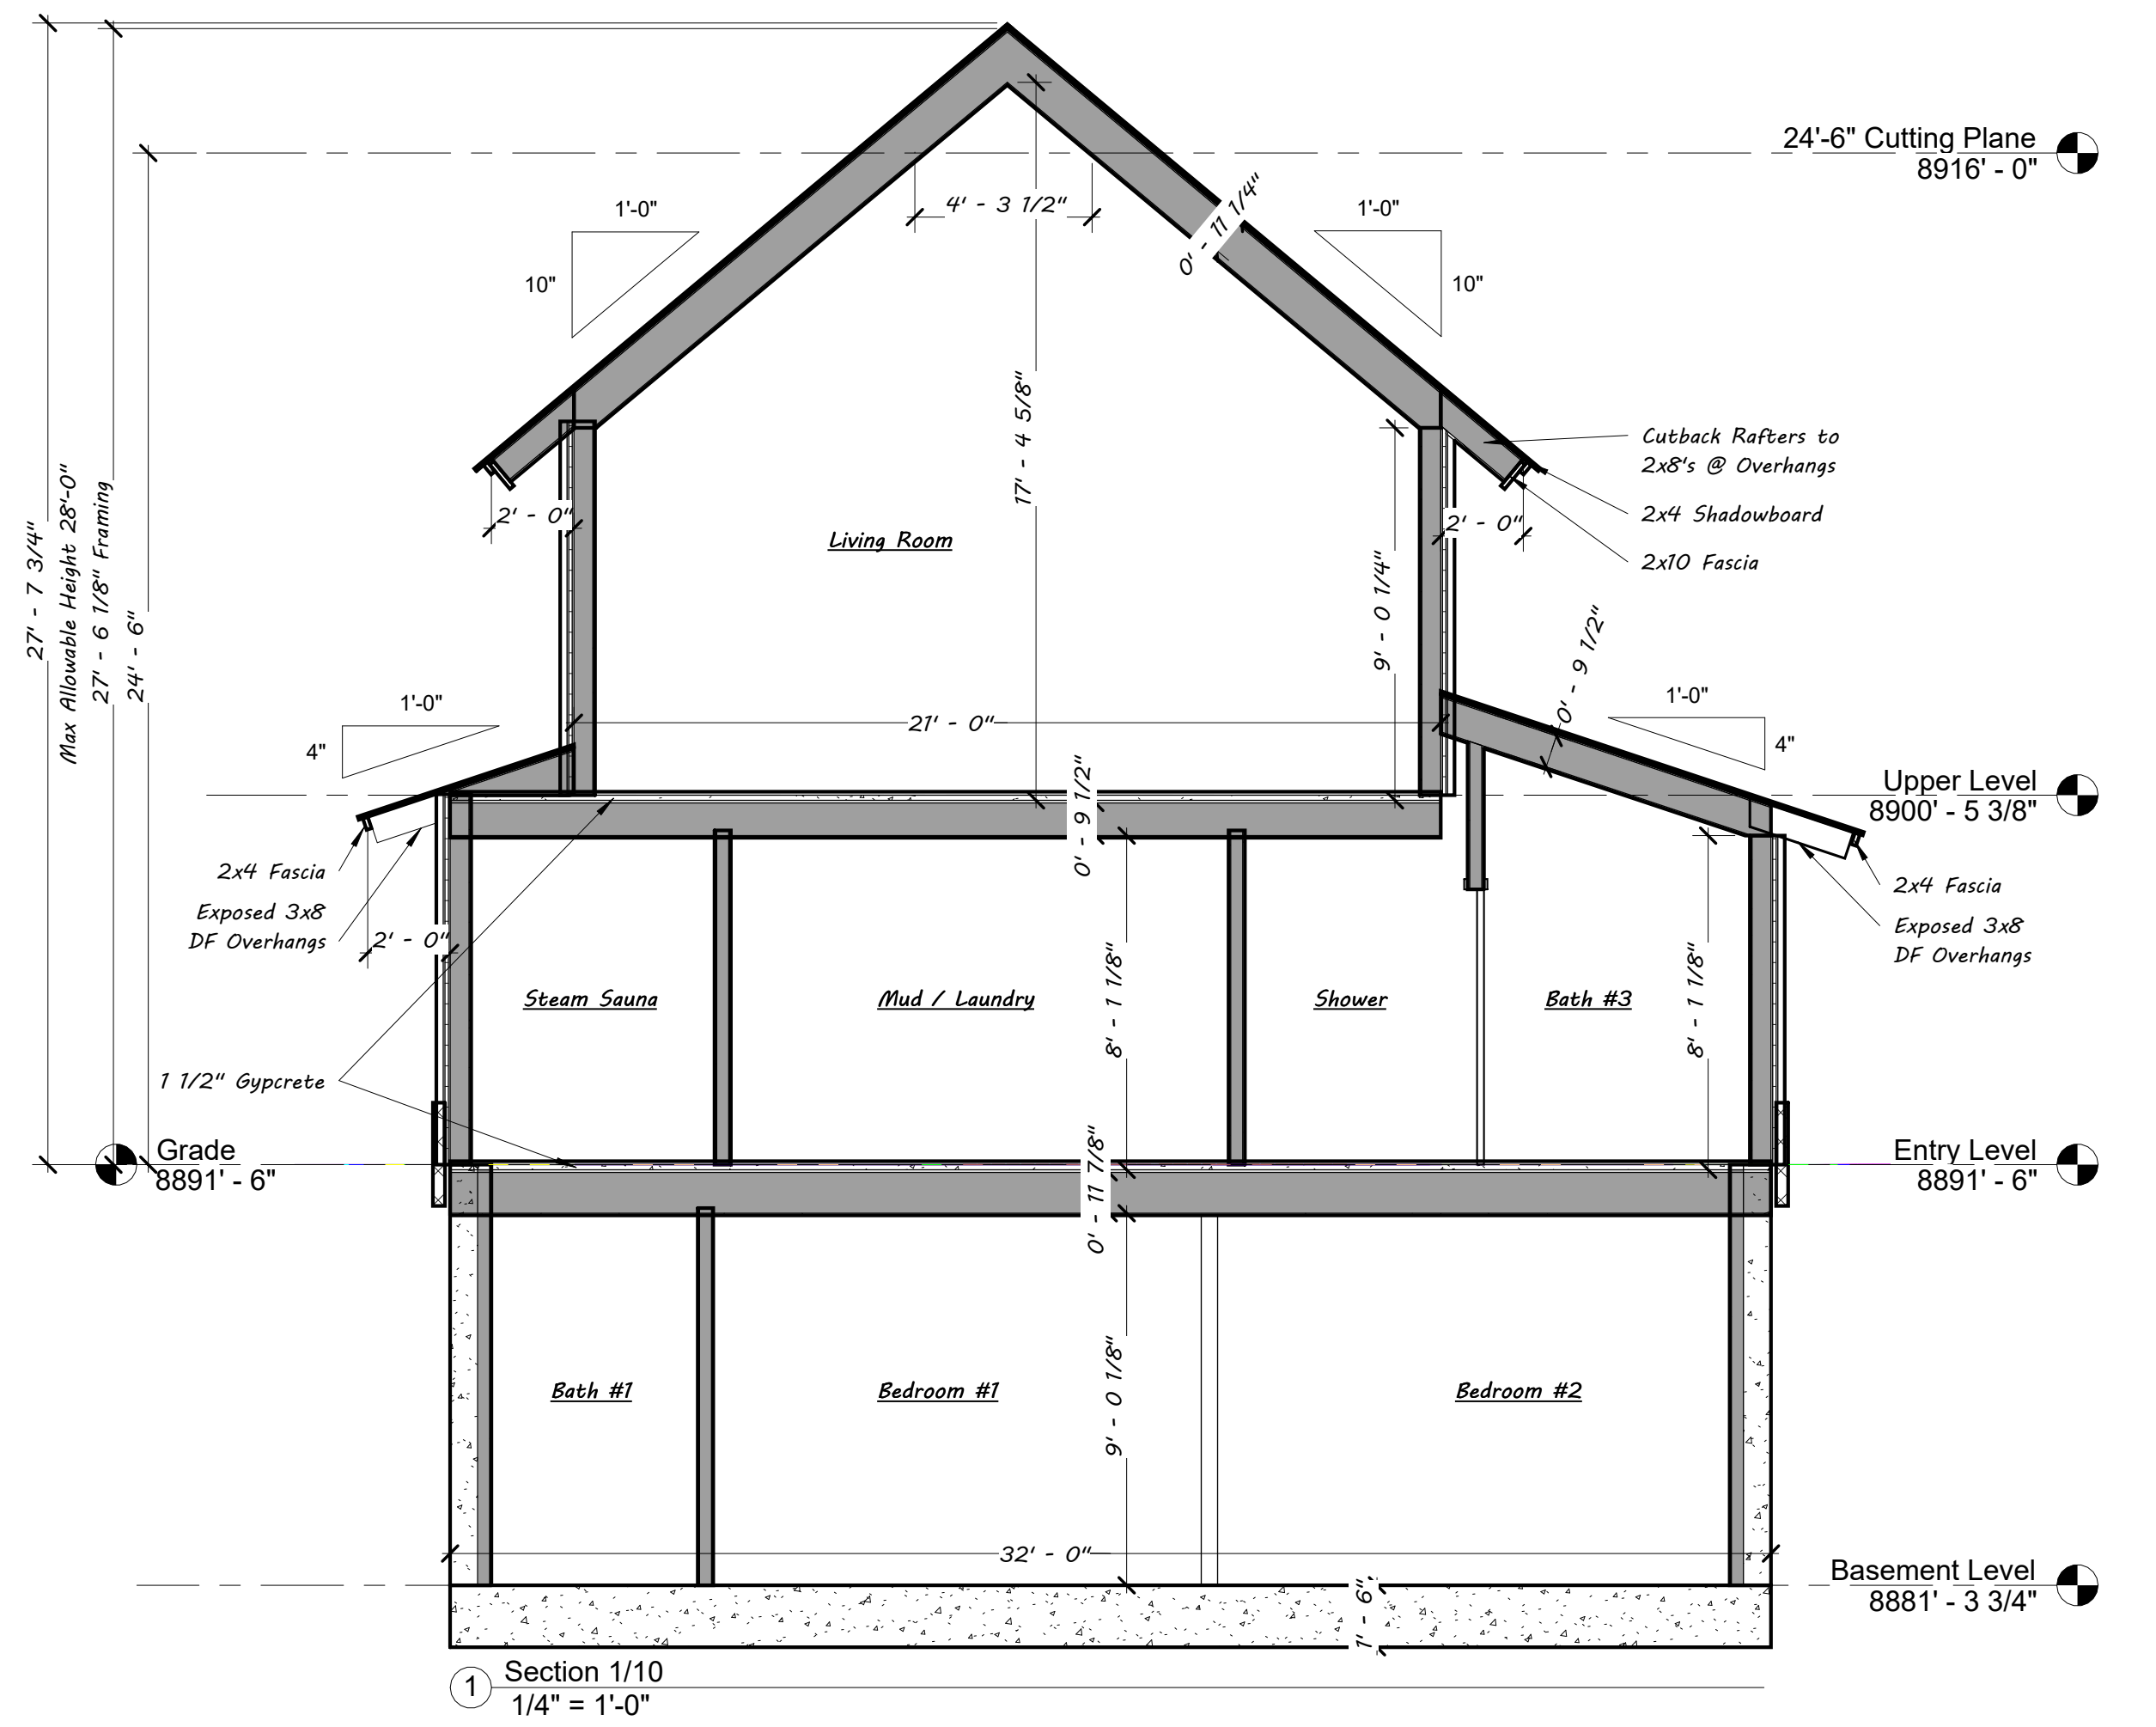 24'-6" Cutting Plane
8916' - 0"
1'-0"
10"
4' - 3 1/2"
0' - 11 1/4"
1'-0"
10"
27' - 7 3/4"
Max Allowable Height 28'-0"
27' - 6 1/8" Framing
24' - 6"
17' - 4 5/8"
Cutback Rafters to
2x8's @ Overhangs
2x4 Shadowboard
2x10 Fascia
2' - 0"
2' - 0"
Living Room
9' - 0 1/4"
0' - 9 1/2"
1'-0"
4"
21' - 0"
1'-0"
4"
Upper Level
8900' - 5 3/8"
0' - 9 1/2"
2x4 Fascia
Exposed 3x8
DF Overhangs
2' - 0"
2x4 Fascia
Exposed 3x8
DF Overhangs
Steam Sauna
Mud / Laundry
8' - 1 1/8"
Shower
Bath #3
8' - 1 1/8"
1 1/2" Gypcrete
Grade
8891' - 6"
0' - 11 7/8"
Entry Level
8891' - 6"
Bath #1
Bedroom #1
9' - 0 1/8"
Bedroom #2
32' - 0"
Basement Level
8881' - 3 3/4"
1' - 6"
1
Section 1/10
1/4" = 1'-0"